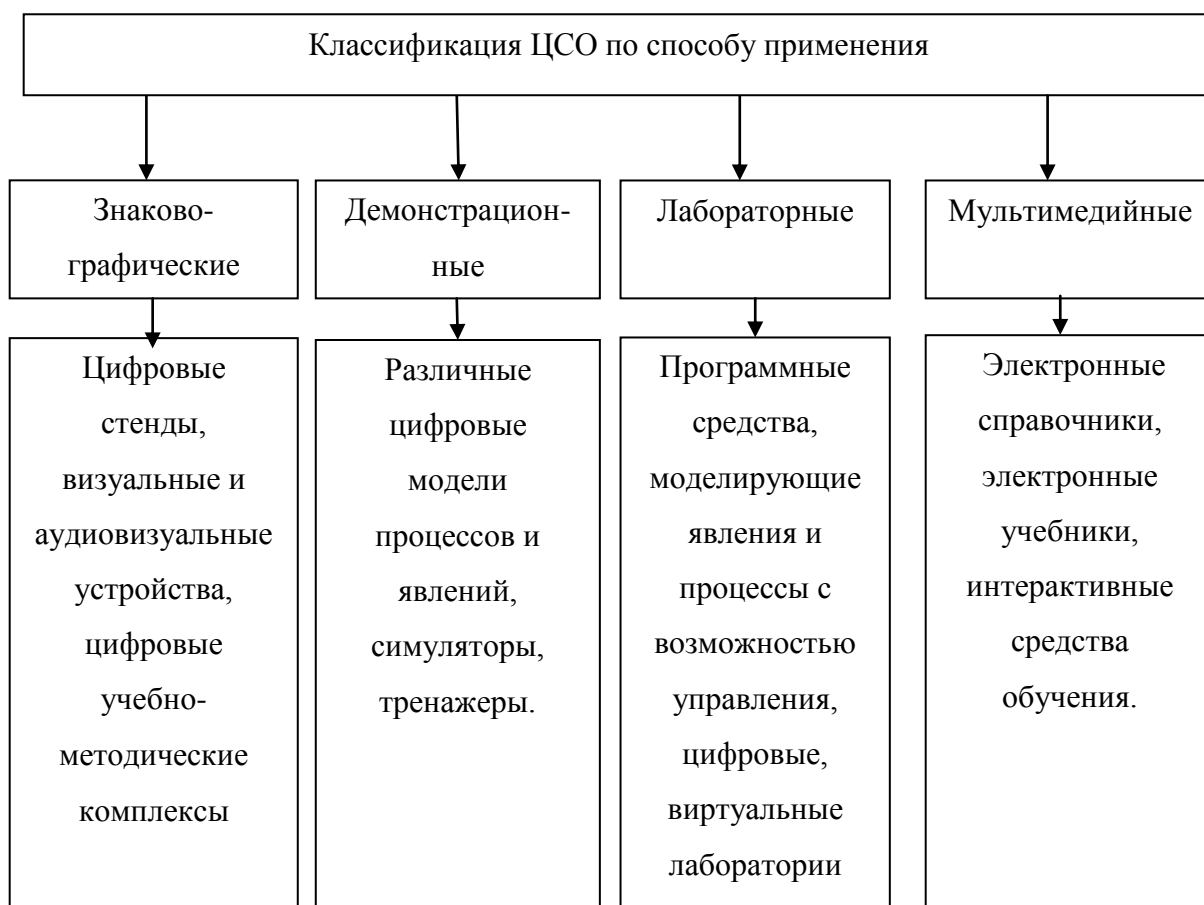 Классификация ЦСО по способу применения
Знаково-
графические
Демонстрацион-
ные
Лабораторные
Мультимедийные
Цифровые
стенды,
визуальные и
аудиовизуальные
устройства,
цифровые
учебно-
методические
комплексы
Различные
цифровые
модели
процессов и
явлений,
симуляторы,
тренажеры.
Программные
средства,
моделирующие
явления и
процессы с
возможностью
управления,
цифровые,
виртуальные
лаборатории
Электронные
справочники,
электронные
учебники,
интерактивные
средства
обучения.